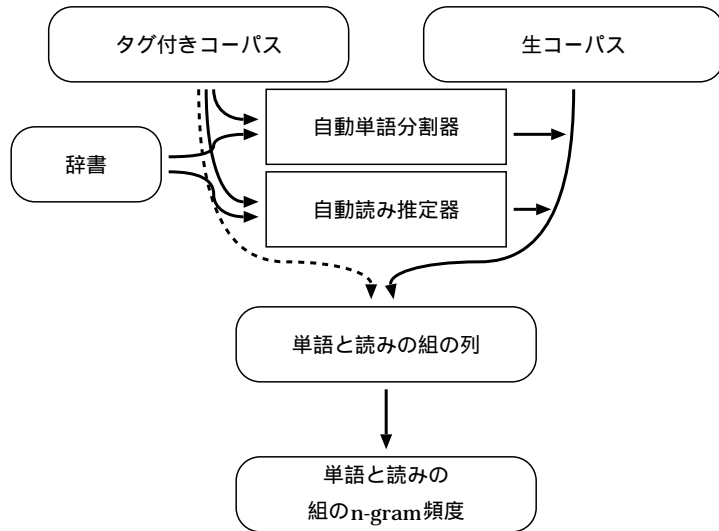 タグ付きコーパス
生コーパス
自動単語分割器
辞書
自動読み推定器
単語と読みの組の列
単語と読みの
組のn-gram頻度